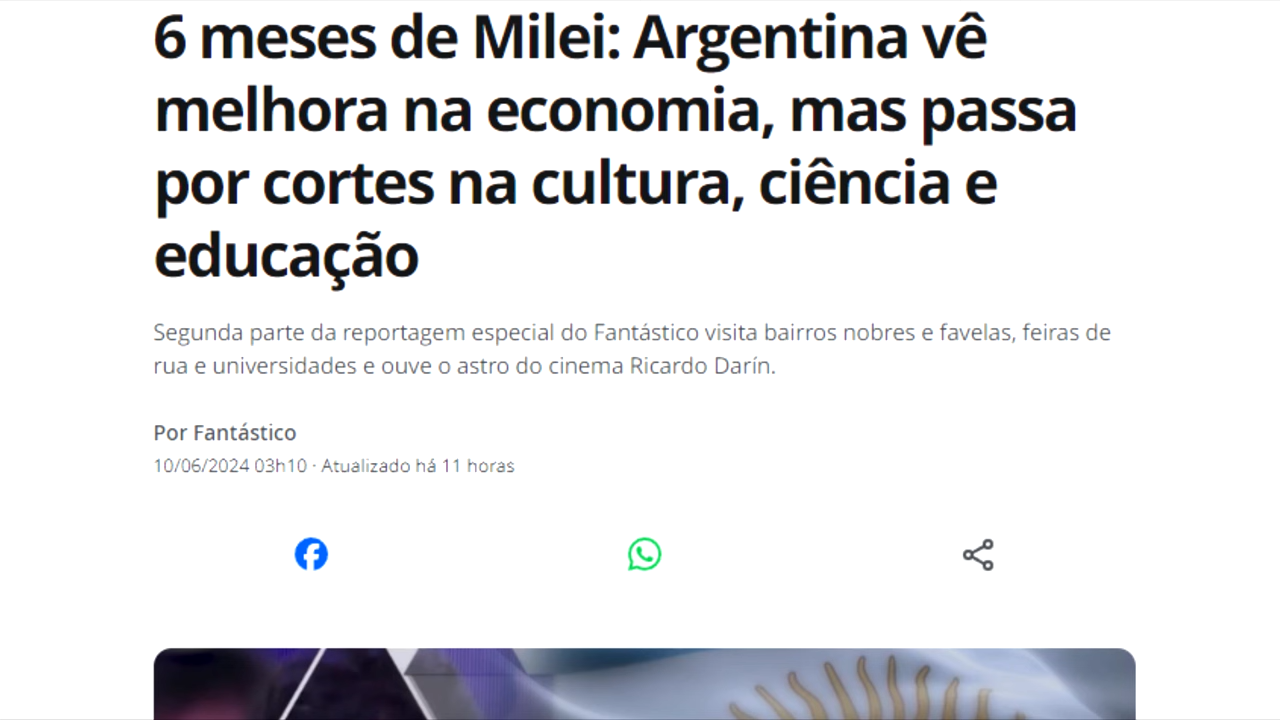 6 meses de Milei: Argentina vê
melhora na economia, mas passa
por cortes na cultura, ciência e
educação
Segunda parte da reportagem especial do Fantástico visita bairros nobres e favelas, feiras de
rua e universidades e ouve o astro do cinema Ricardo Darín.
Por Fantástico
10/06/2024 03h10 · Atualizado há 11 horas